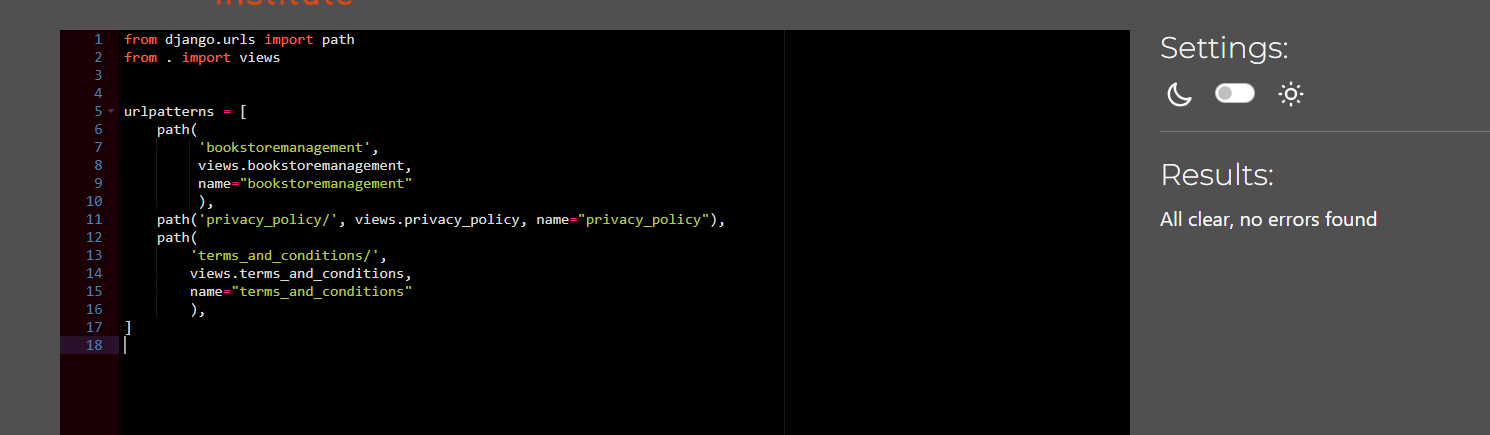 Institute
1 from django.urls import path
2 from . import views
3
4
5 urlpatterns = [
6     path(
7          'bookstoremanagement',
8          views.bookstoremanagement,
9          name="bookstoremanagement"
10          ),
11     path('privacy_policy/', views.privacy_policy, name="privacy_policy"),
12     path(
13         'terms_and_conditions/',
14         views.terms_and_conditions,
15         name="terms_and_conditions"
16         ),
17 ]
18
Settings:
Results:
All clear, no errors found